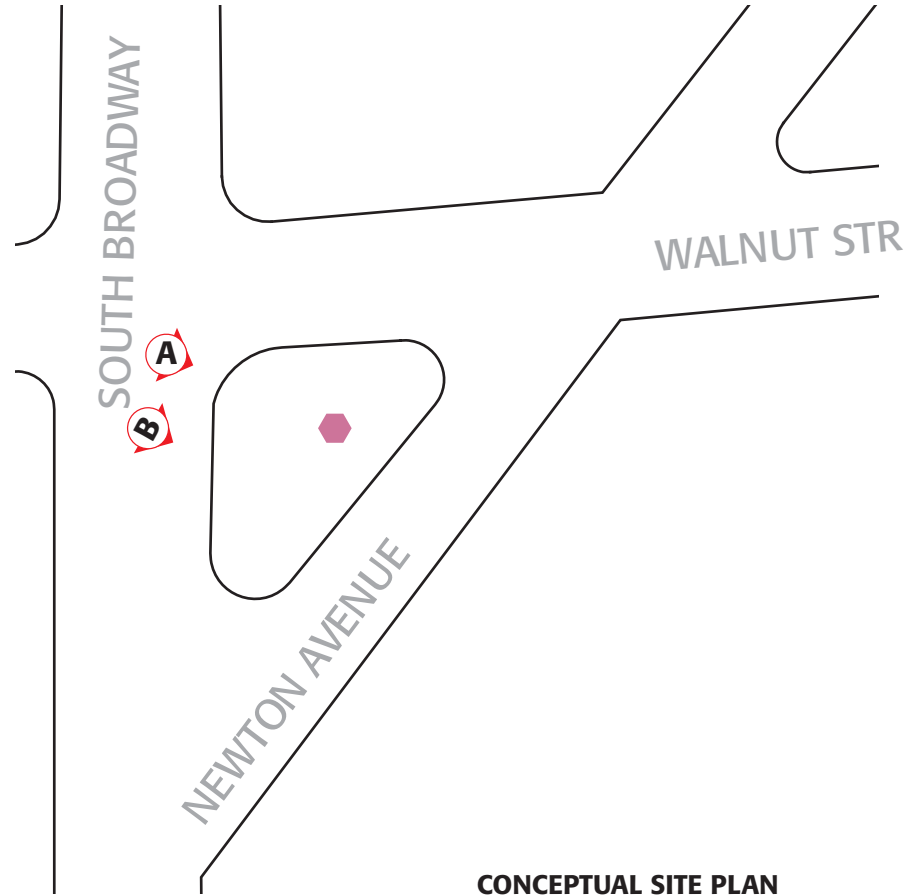 SOUTH BROADWAY
WALNUT STR
A
B
NEWTON AVENUE
CONCEPTUAL SITE PLAN